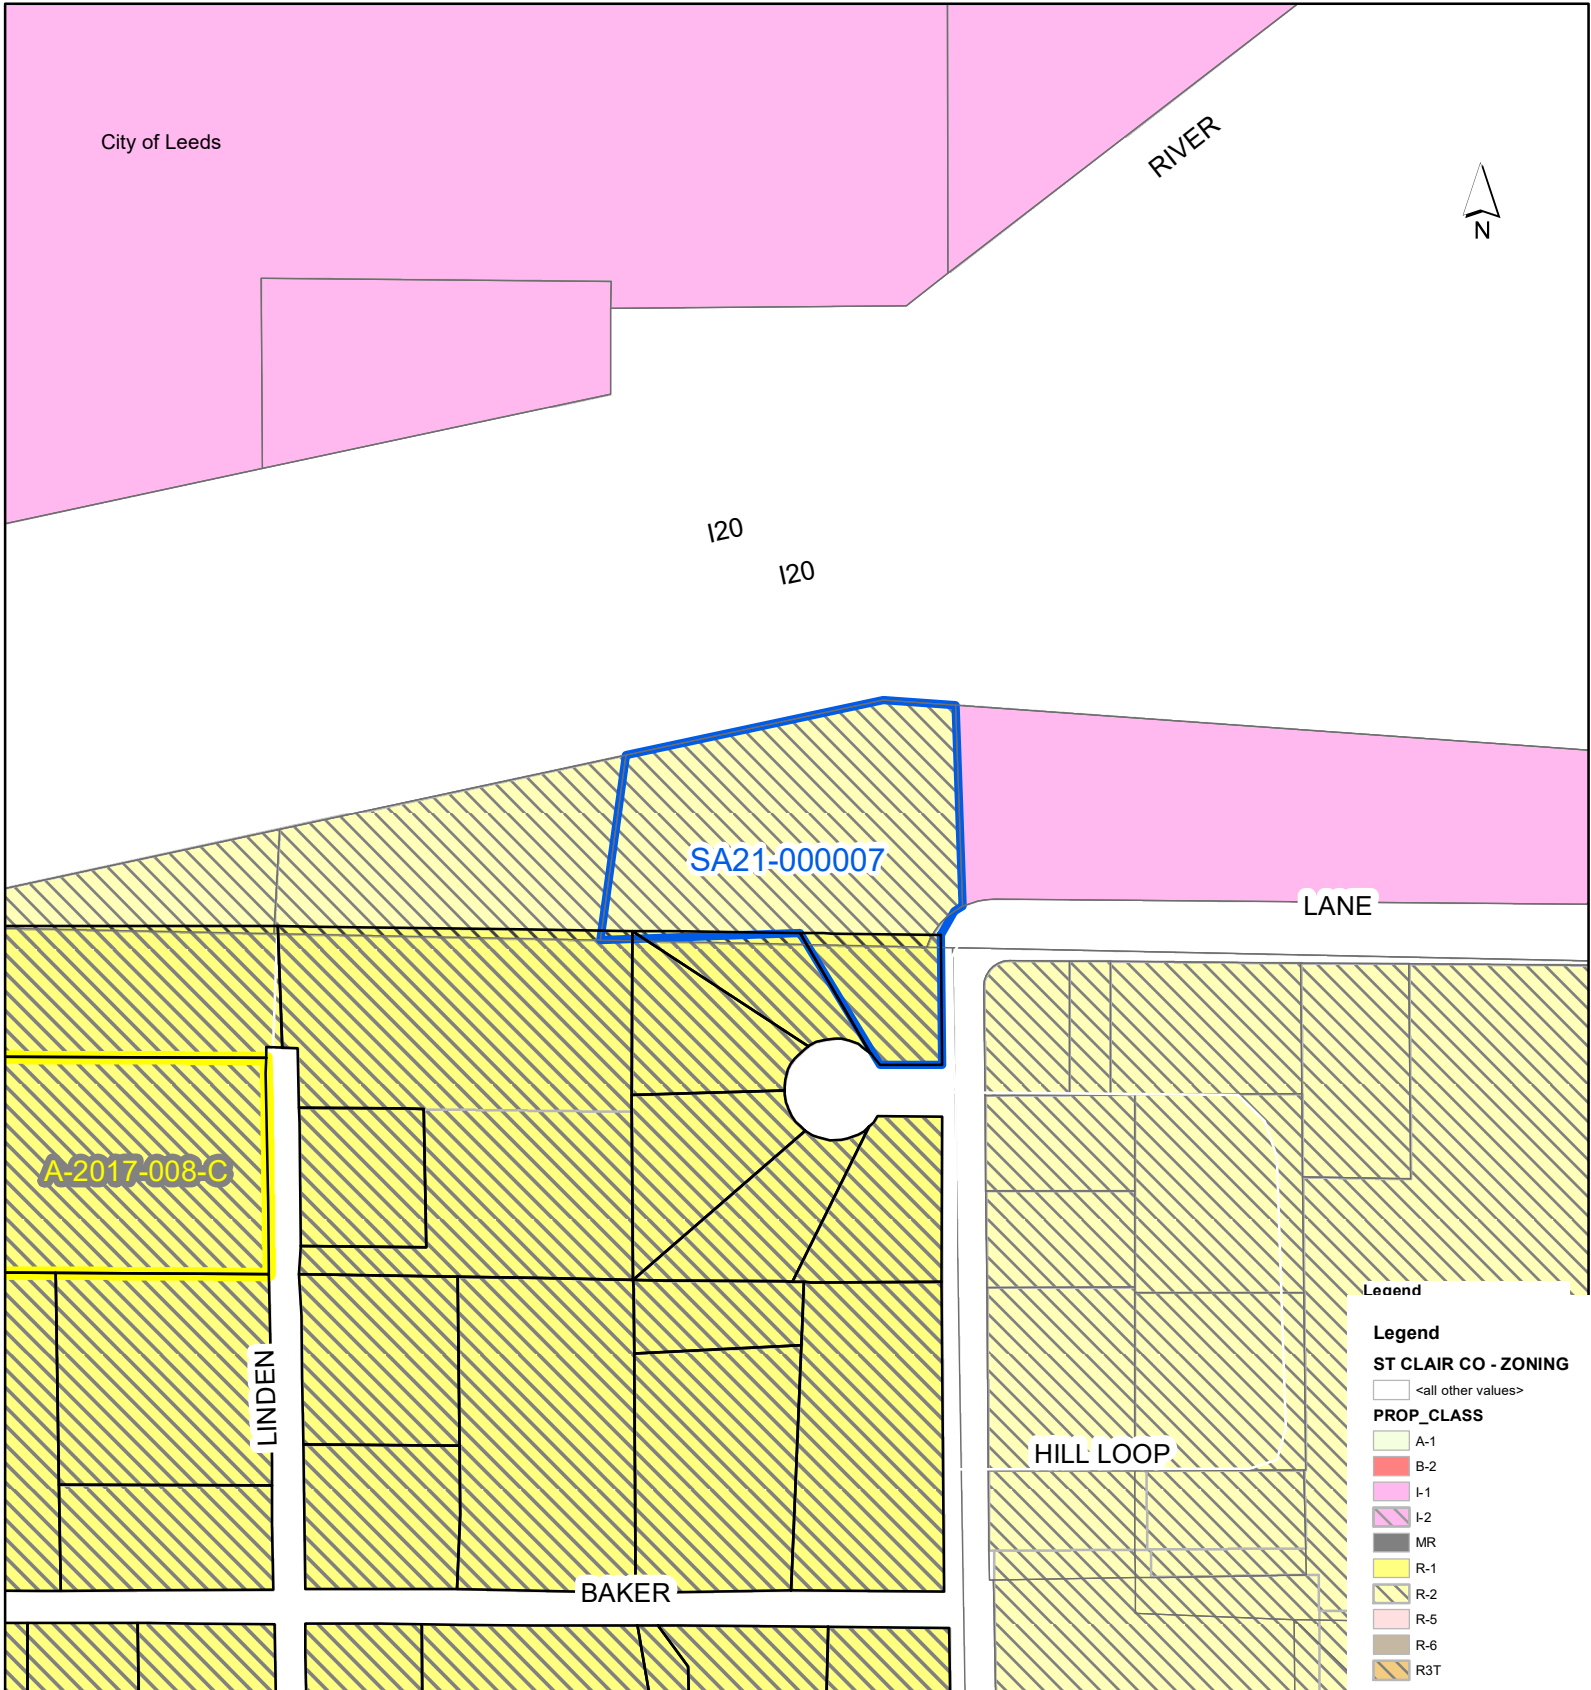 City of Leeds
RIVER
N
I20
I20
SA21-000007
LANE
A-2017-008-C
LINDEN
HILL LOOP
BAKER
Legend
Legend
ST CLAIR CO - ZONING
<all other values>
PROP_CLASS
A-1
B-2
I-1
I-2
MR
R-1
R-2
R-5
R-6
R3T